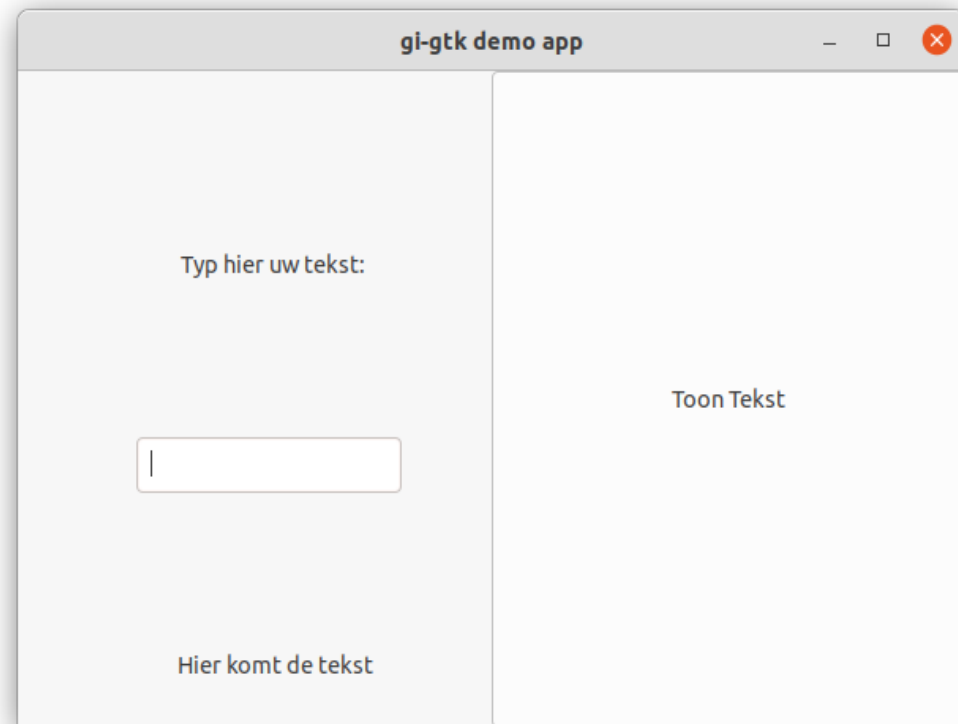 gi-gtk demo app
Typ hier uw tekst:
Toon Tekst
Hier komt de tekst